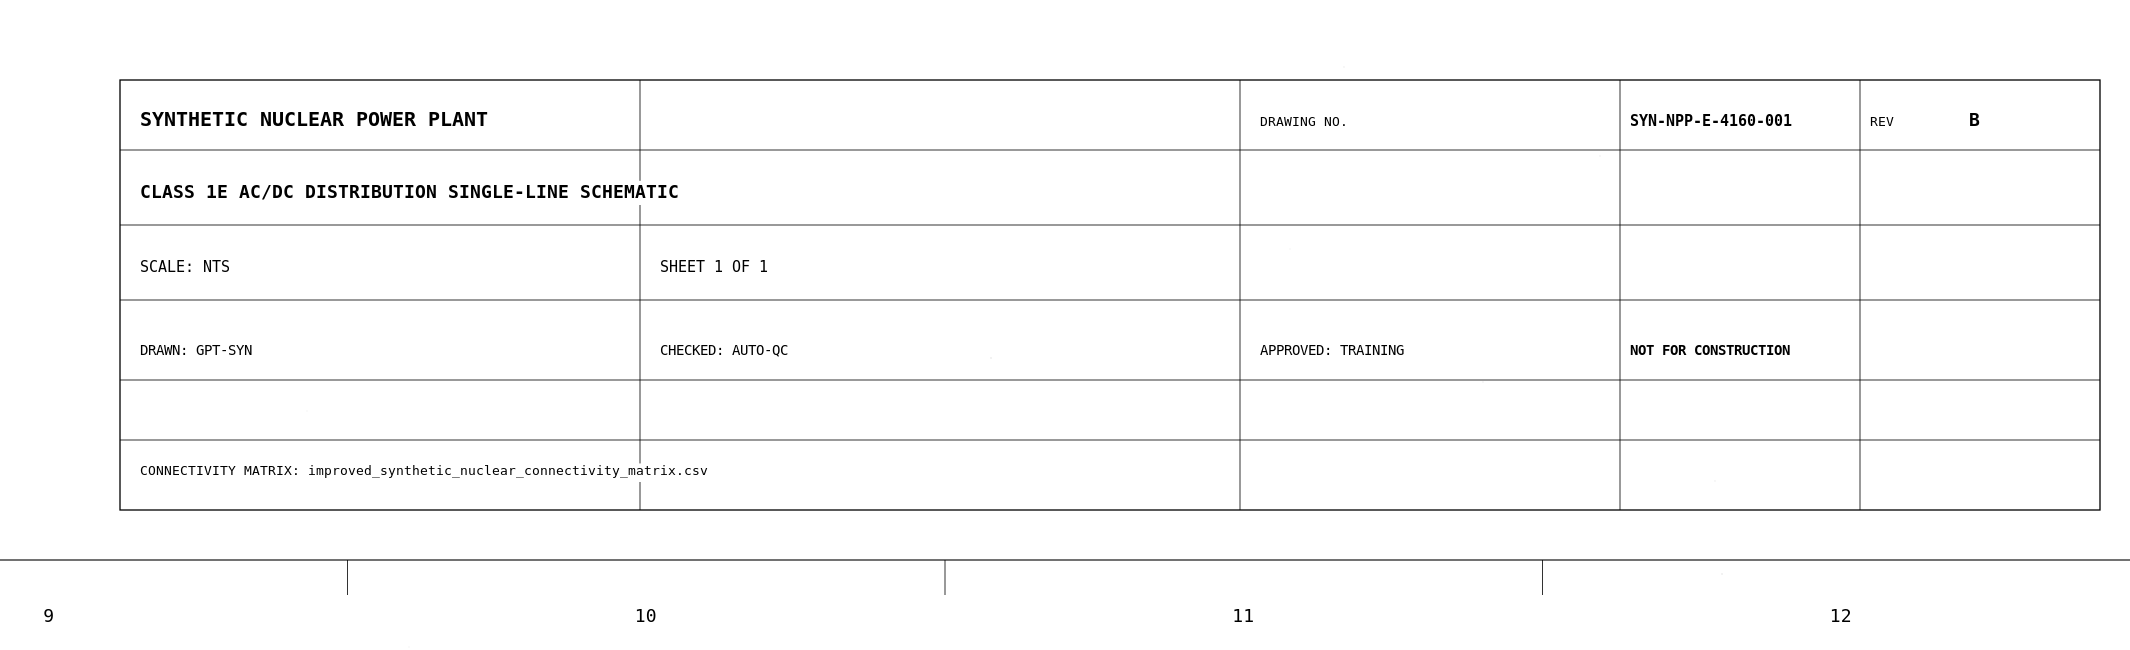 SYNTHETIC NUCLEAR POWER PLANT DRAWING NO. SYN-NPP-E-4160-001 REV B
CLASS 1E AC/DC DISTRIBUTION SINGLE-LINE SCHEMATIC
SCALE: NTS SHEET 1 OF 1
DRAWN: GPT-SYN CHECKED: AUTO-QC APPROVED: TRAINING NOT FOR CONSTRUCTION
CONNECTIVITY MATRIX: improved_synthetic_nuclear_connectivity_matrix.csv
9 10 11 12